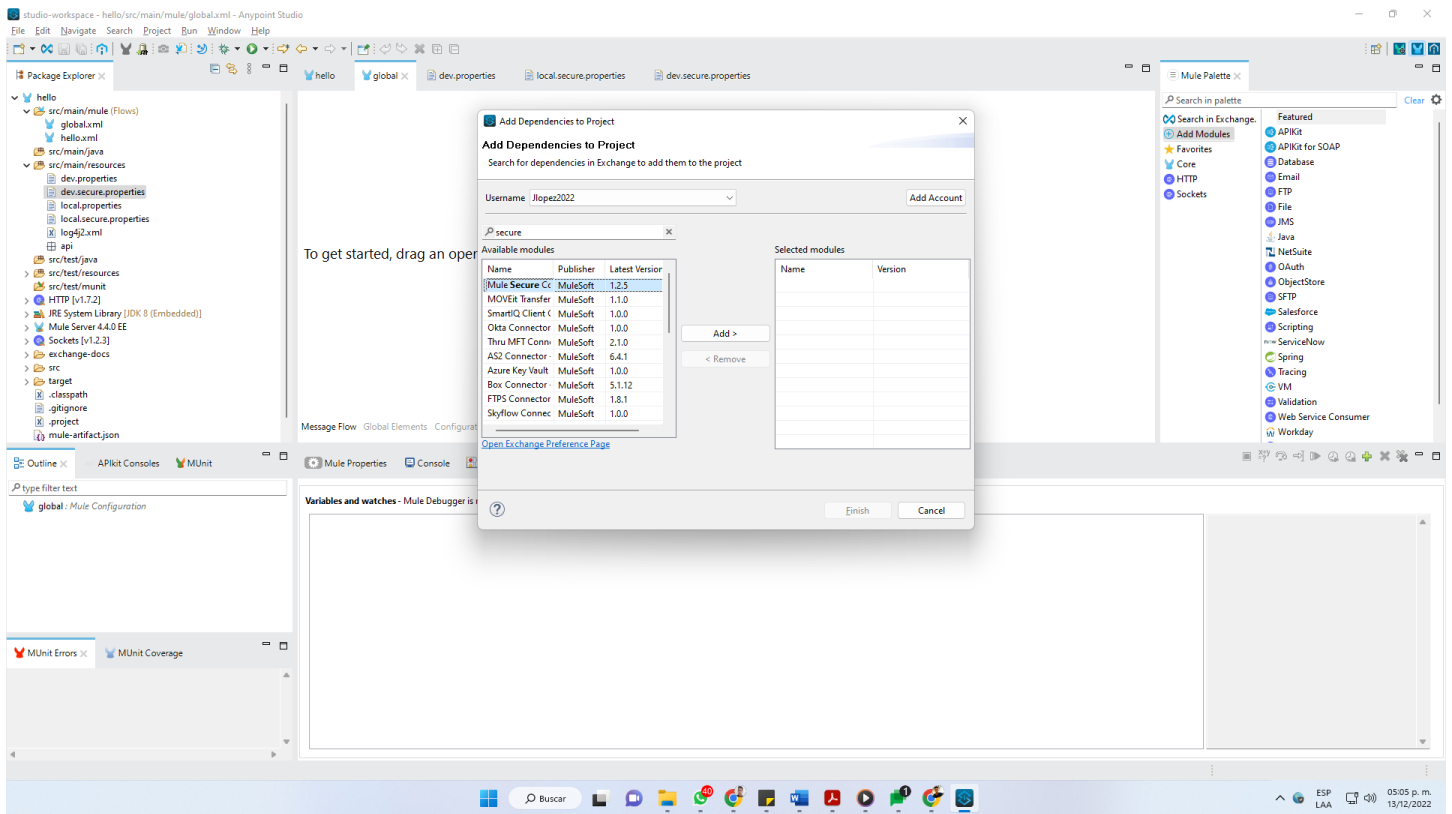 studio-workspace - hello/src/main/mule/global.xml - Anypoint Studio
File Edit Navigate Search Project Run Window Help
Package Explorer
hello
src/main/mule (Flows)
global.xml
hello.xml
src/main/java
src/main/resources
dev.properties
dev.secure.properties
local.properties
local.secure.properties
log4j2.xml
api
src/test/java
src/test/resources
src/test/munit
HTTP [v1.7.2]
JRE System Library [JDK 8 (Embedded)]
Mule Server 4.4.0 EE
Sockets [v1.2.3]
exchange-docs
src
target
.classpath
.gitignore
.project
mule-artifact.json
hello global dev.properties local.secure.properties dev.secure.properties
To get started, drag an oper
Message Flow Global Elements Configurat
Add Dependencies to Project
Add Dependencies to Project
Search for dependencies in Exchange to add them to the project
Username Jlopez2022 Add Account
secure
Available modules
Name Publisher Latest Version
Mule Secure Cc MuleSoft 1.2.5
MOVEit Transfer MuleSoft 1.1.0
SmartIQ Client C MuleSoft 1.0.0
Okta Connector MuleSoft 1.0.0
Thru MFT Conn MuleSoft 2.1.0
AS2 Connector - MuleSoft 6.4.1
Azure Key Vault MuleSoft 1.0.0
Box Connector - MuleSoft 5.1.12
FTPS Connector MuleSoft 1.8.1
Skyflow Connec MuleSoft 1.0.0
Open Exchange Preference Page
Add >
< Remove
Selected modules
Name Version
? Finish Cancel
Mule Palette
Search in palette Clear
Search in Exchange.
Add Modules
Favorites
Core
HTTP
Sockets
Featured
APIKit
APIKit for SOAP
Database
Email
FTP
File
JMS
Java
NetSuite
OAuth
ObjectStore
SFTP
Salesforce
Scripting
ServiceNow
Spring
Tracing
VM
Validation
Web Service Consumer
Workday
Outline APIkit Consoles MUnit
type filter text
global : Mule Configuration
Mule Properties Console
Variables and watches - Mule Debugger is
MUnit Errors MUnit Coverage
Buscar 40 1
ESP
LAA
05:05 p. m.
13/12/2022